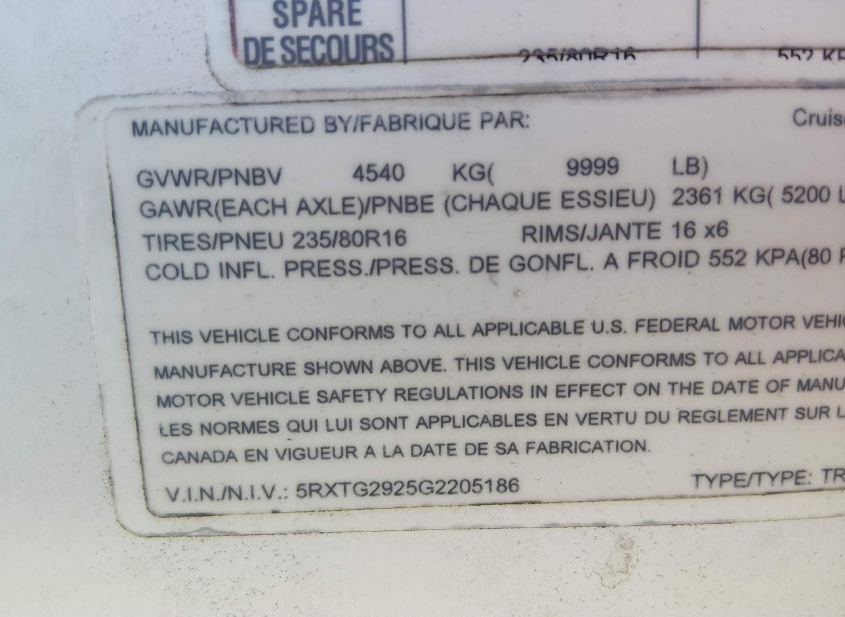 SPARE
DE SECOURS
235/80R16 552 KP
MANUFACTURED BY/FABRIQUE PAR: Cruis
GVWR/PNBV 4540 KG( 9999 LB)
GAWR(EACH AXLE)/PNBE (CHAQUE ESSIEU) 2361 KG( 5200 L
TIRES/PNEU 235/80R16 RIMS/JANTE 16 x6
COLD INFL. PRESS./PRESS. DE GONFL. A FROID 552 KPA(80 P
THIS VEHICLE CONFORMS TO ALL APPLICABLE U.S. FEDERAL MOTOR VEHI
MANUFACTURE SHOWN ABOVE. THIS VEHICLE CONFORMS TO ALL APPLICA
MOTOR VEHICLE SAFETY REGULATIONS IN EFFECT ON THE DATE OF MANU
LES NORMES QUI LUI SONT APPLICABLES EN VERTU DU REGLEMENT SUR L
CANADA EN VIGUEUR A LA DATE DE SA FABRICATION.
V.I.N./N.I.V.: 5RXTG2925G2205186 TYPE/TYPE: TR